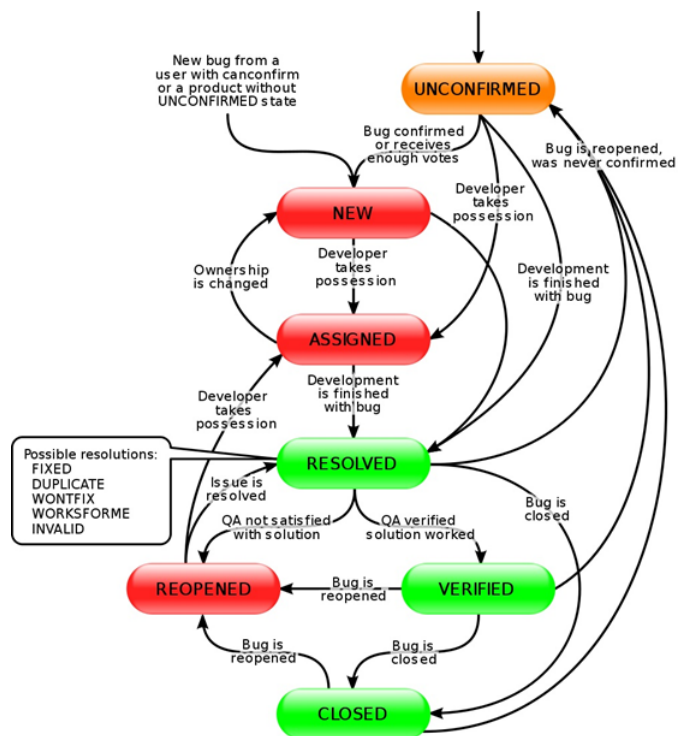 New bug from a
user with canconfirm
or a product without
UNCONFIRMED state
UNCONFIRMED
Bug confirmed
or receives
enough votes
Bug is reopened,
was never confirmed
NEW
Developer
takes
possession
Ownership
is changed
Developer
takes
possession
Development
is finished
with bug
ASSIGNED
Developer
takes
possession
Development
is finished
with bug
Possible resolutions:
FIXED
DUPLICATE
WONTFIX
WORKSFORME
INVALID
RESOLVED
Issue is
resolved
Bug is
closed
QA not satisfied
with solution
QA verified
solution worked
REOPENED
Bug is
reopened
VERIFIED
Bug is
reopened
Bug is
closed
CLOSED